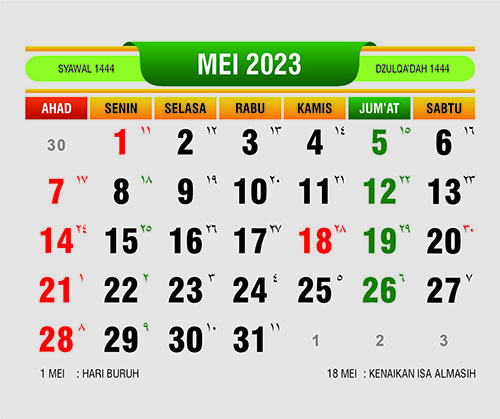 MEI 2023
SYAWAL 1444 DZULQA'DAH 1444
AHAD SENIN SELASA RABU KAMIS JUM'AT SABTU
30 1 ١١ 2 ١٢ 3 ١٣ 4 ١٤ 5 ١٥ 6 ١٦
7 ١٧ 8 ١٨ 9 ١٩ 10 ٢٠ 11 ٢١ 12 ٢٢ 13 ٢٣
14 ٢٤ 15 ٢٥ 16 ٢٦ 17 ٢٧ 18 ٢٨ 19 ٢٩ 20 ٣٠
21 ١ 22 ٢ 23 ٣ 24 ٤ 25 ٥ 26 ٦ 27 ٧
28 ٨ 29 ٩ 30 ١٠ 31 ١١ 1 2 3
1 MEI : HARI BURUH 18 MEI : KENAIKAN ISA ALMASIH